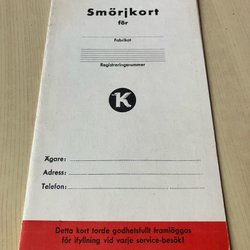 Smörjkort
för
Fabrikat
Registreringsnummer
K
Ägare:
Adress:
Telefon:
Detta kort torde godhetsfullt framläggas
för ifyllning vid varje service-besök!